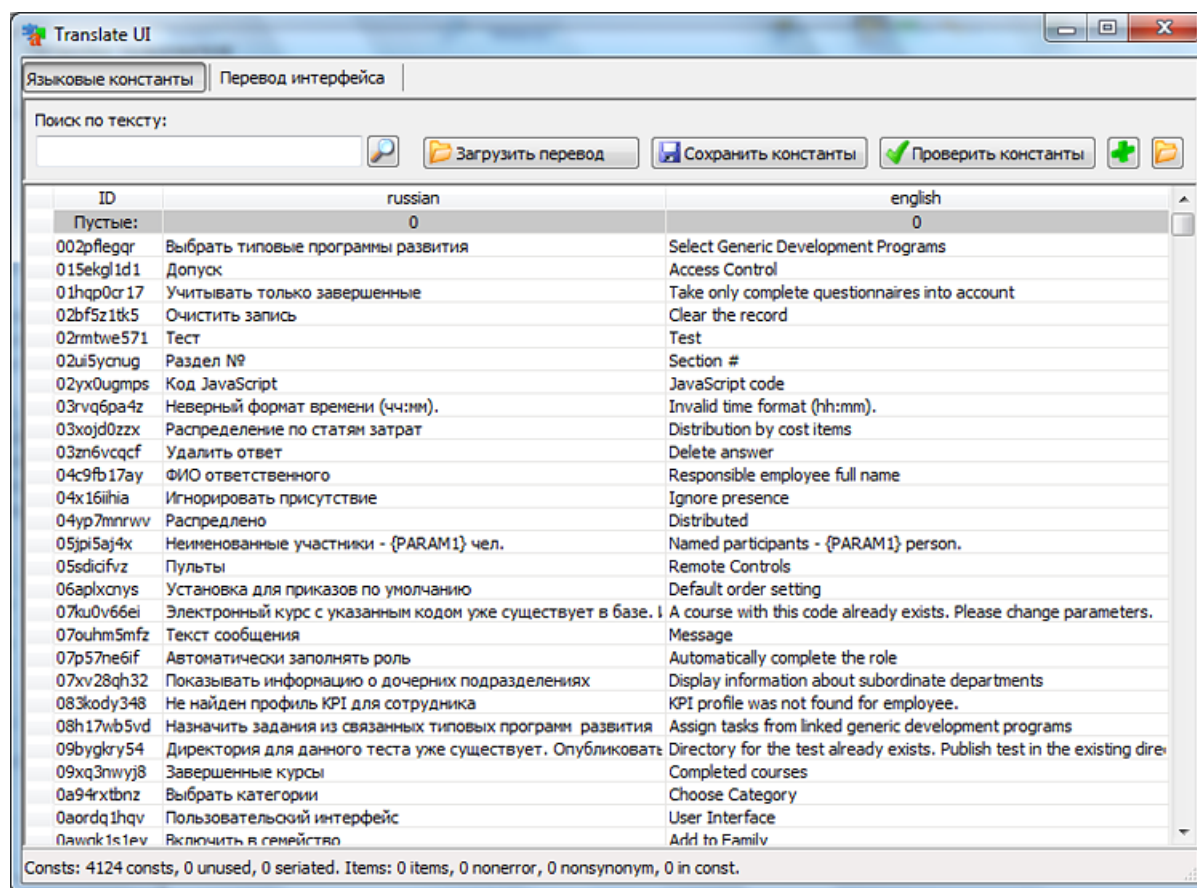 Translate UI
Языковые константы Перевод интерфейса
Поиск по тексту:
Загрузить перевод Сохранить константы Проверить константы
ID russian english
Пустые: 0 0
002pflegqr Выбрать типовые программы развития Select Generic Development Programs
015ekgl1d1 Допуск Access Control
01hqp0cr17 Учитывать только завершенные Take only complete questionnaires into account
02bf5z1tk5 Очистить запись Clear the record
02rmtwe571 Тест Test
02ui5ycnug Раздел № Section #
02yx0ugmps Код JavaScript JavaScript code
03rvq6pa4z Неверный формат времени (чч:мм). Invalid time format (hh:mm).
03xojd0zzx Распределение по статям затрат Distribution by cost items
03zn6vcqcf Удалить ответ Delete answer
04c9fb17ay ФИО ответственного Responsible employee full name
04x16iihia Игнорировать присутствие Ignore presence
04yp7mnrwv Распредлено Distributed
05jpi5aj4x Неименованные участники - {PARAM1} чел. Named participants - {PARAM1} person.
05sdicifvz Пульты Remote Controls
06aplxcnys Установка для приказов по умолчанию Default order setting
07ku0v66ei Электронный курс с указанным кодом уже существует в базе. A course with this code already exists. Please change parameters.
07ouhm5mfz Текст сообщения Message
07p57ne6if Автоматически заполнять роль Automatically complete the role
07xv28qh32 Показывать информацию о дочерних подразделениях Display information about subordinate departments
083kody348 Не найден профиль KPI для сотрудника KPI profile was not found for employee.
08h17wb5vd Назначить задания из связанных типовых программ развития Assign tasks from linked generic development programs
09bygkry54 Директория для данного теста уже существует. Опубликовать Directory for the test already exists. Publish test in the existing dire
09xq3nwyj8 Завершенные курсы Completed courses
0a94rxtbnz Выбрать категории Choose Category
0aordq1hqv Пользовательский интерфейс User Interface
0awqk1s1ey Включить в семейство Add to Family
Consts: 4124 consts, 0 unused, 0 seriated. Items: 0 items, 0 nonerror, 0 nonsynonym, 0 in const.